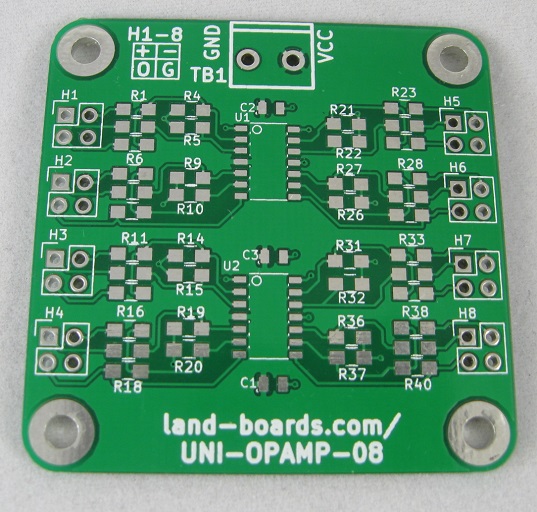 H1-8
+ -
O G
GND
VCC
TB1
H1 R1 R4 C2 U1 R21 R23 H5
R5 R22
H2 R6 R9 R27 R28 H6
R10 R26
H3 R11 R14 C3 R31 R33 H7
U2
R15 R32
H4 R16 R19 R36 R38 H8
R20 R37
R18 C1 R40
land-boards.com/
UNI-OPAMP-08